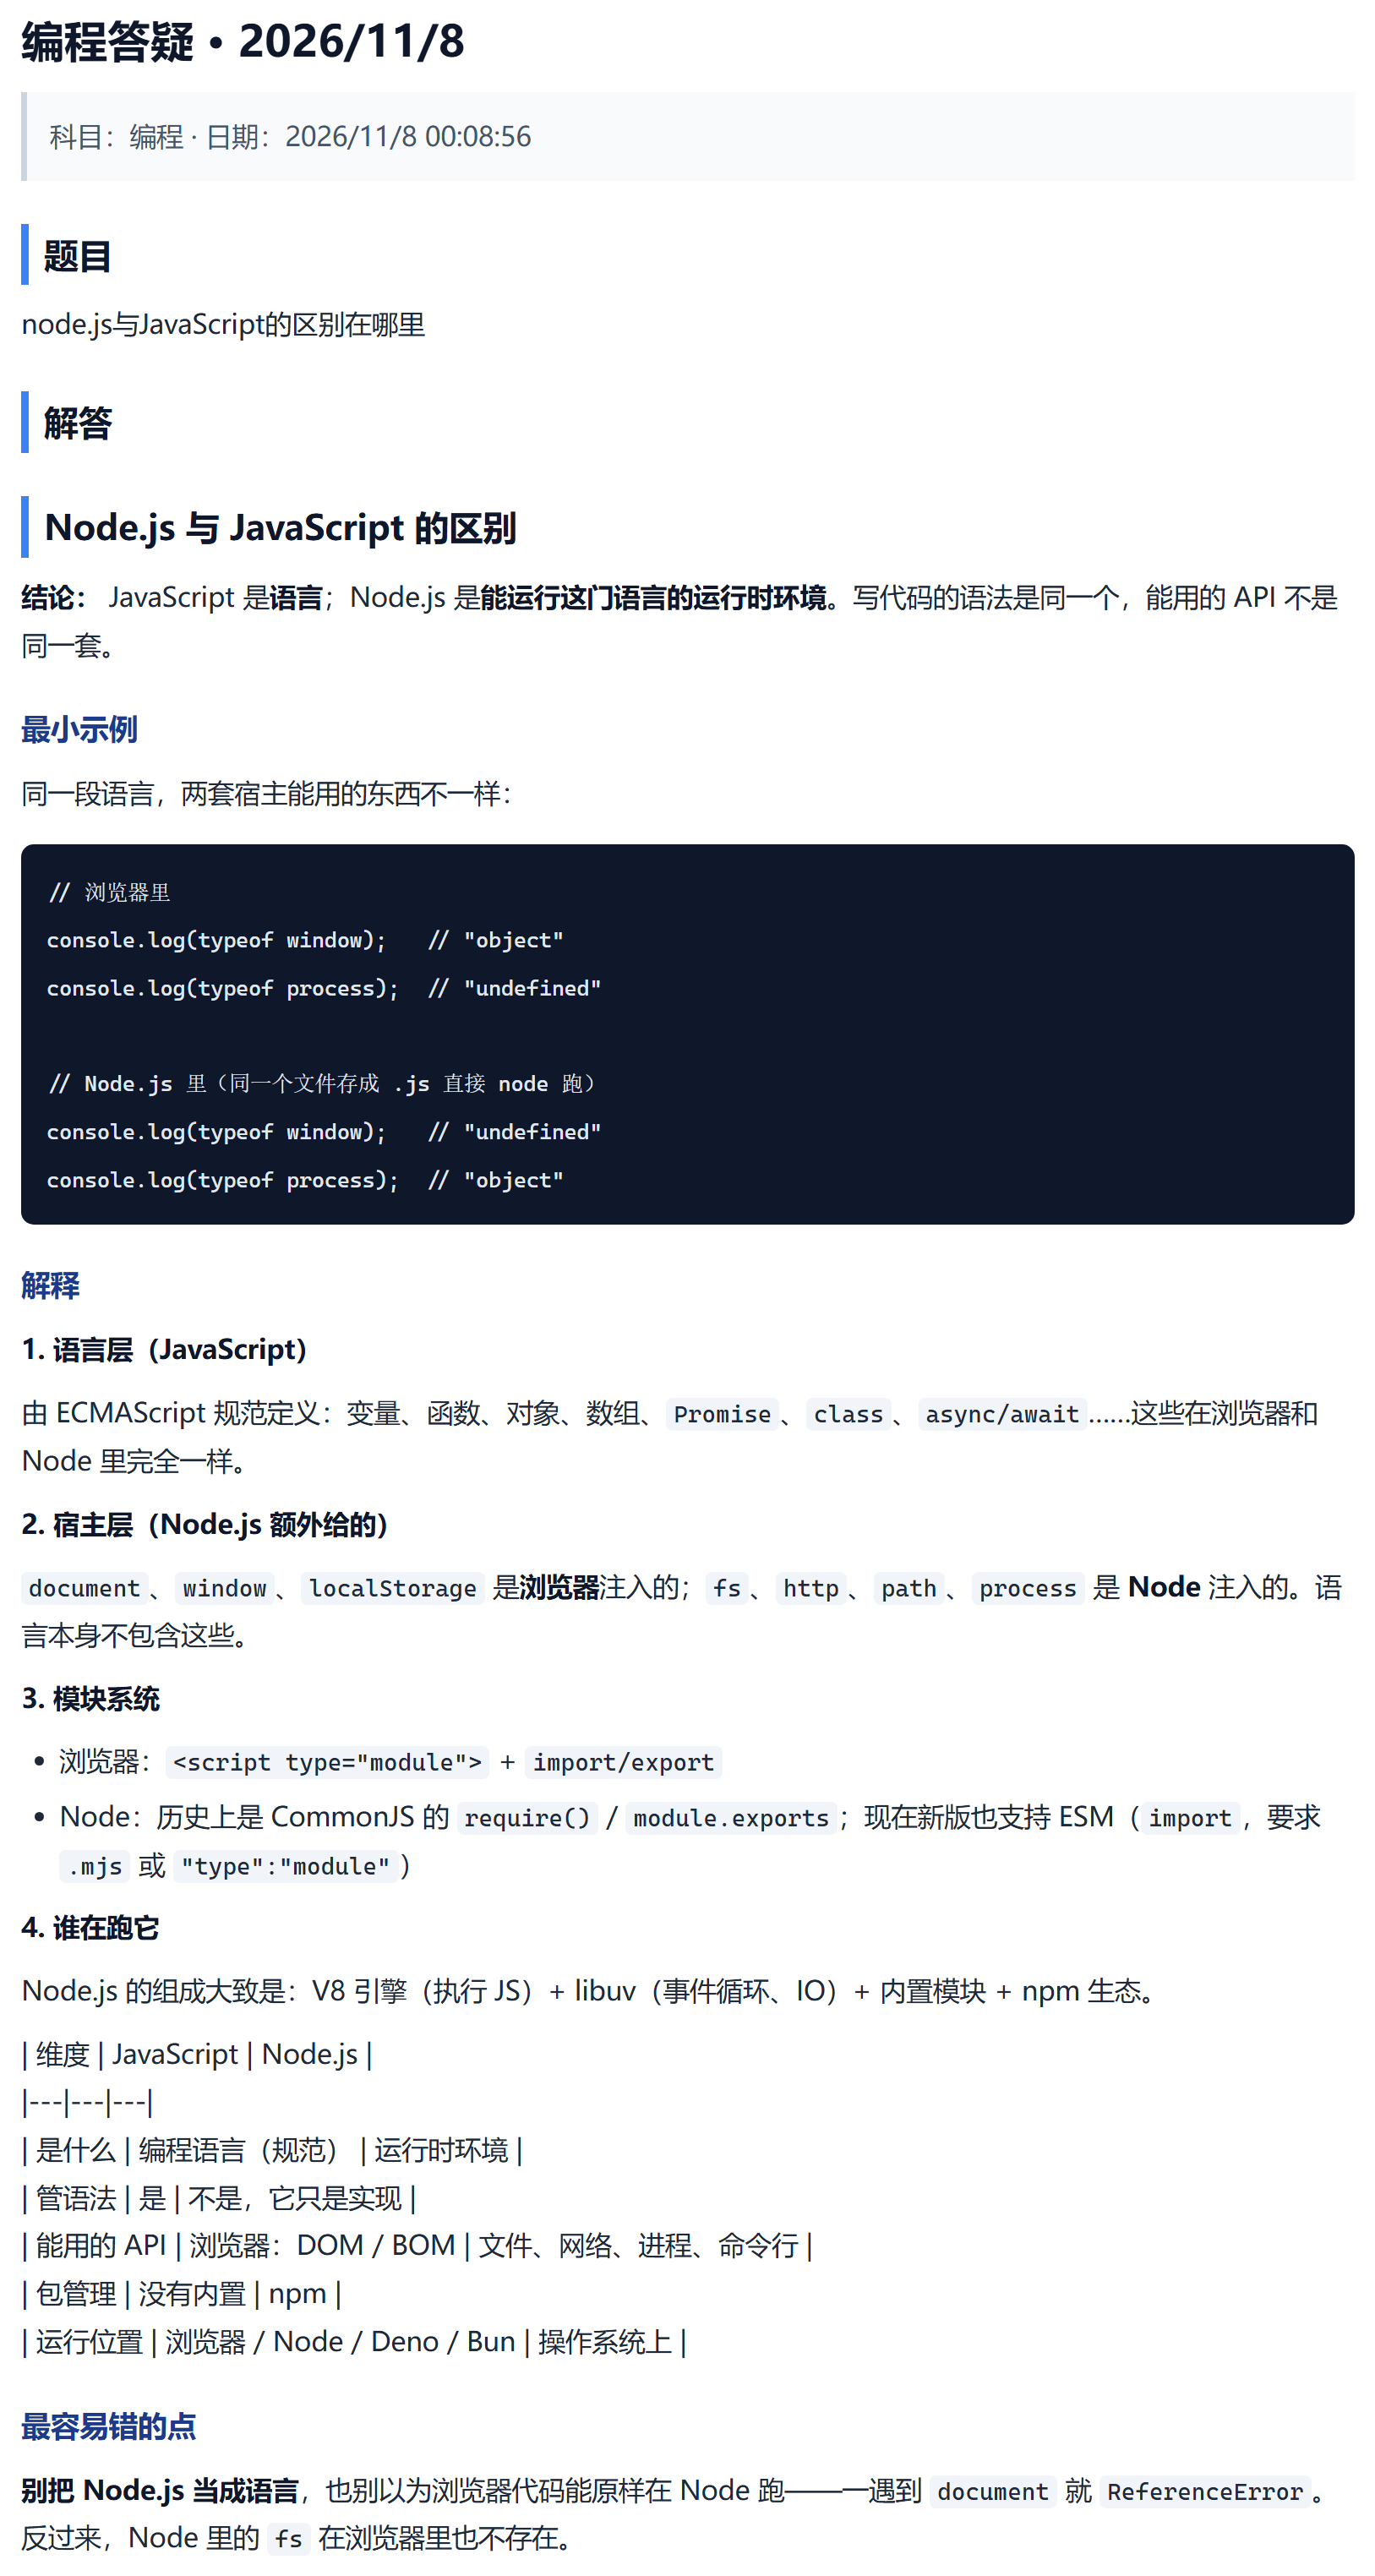 编程答疑 • 2026/11/8
科目：编程 · 日期：2026/11/8 00:08:56
题目
node.js与JavaScript的区别在哪里
解答
Node.js 与 JavaScript 的区别
结论： JavaScript 是语言；Node.js 是能运行这门语言的运行时环境。写代码的语法是同一个，能用的 API 不是
同一套。
最小示例
同一段语言，两套宿主能用的东西不一样：
// 浏览器里
console.log(typeof window);   // "object"
console.log(typeof process);  // "undefined"
// Node.js 里（同一个文件存成 .js 直接 node 跑）
console.log(typeof window);   // "undefined"
console.log(typeof process);  // "object"
解释
1. 语言层（JavaScript）
由 ECMAScript 规范定义：变量、函数、对象、数组、Promise、class、async/await……这些在浏览器和
Node 里完全一样。
2. 宿主层（Node.js 额外给的）
document、window、localStorage 是浏览器注入的；fs、http、path、process 是 Node 注入的。语
言本身不包含这些。
3. 模块系统
• 浏览器：<script type="module"> + import/export
• Node：历史上是 CommonJS 的 require() / module.exports；现在新版也支持 ESM（import，要求
.mjs 或 "type":"module"）
4. 谁在跑它
Node.js 的组成大致是：V8 引擎（执行 JS）+ libuv（事件循环、IO）+ 内置模块 + npm 生态。
| 维度 | JavaScript | Node.js |
|---|---|---|
| 是什么 | 编程语言（规范） | 运行时环境 |
| 管语法 | 是 | 不是，它只是实现 |
| 能用的 API | 浏览器：DOM / BOM | 文件、网络、进程、命令行 |
| 包管理 | 没有内置 | npm |
| 运行位置 | 浏览器 / Node / Deno / Bun | 操作系统上 |
最容易错的点
别把 Node.js 当成语言，也别以为浏览器代码能原样在 Node 跑——一遇到 document 就 ReferenceError。
反过来，Node 里的 fs 在浏览器里也不存在。